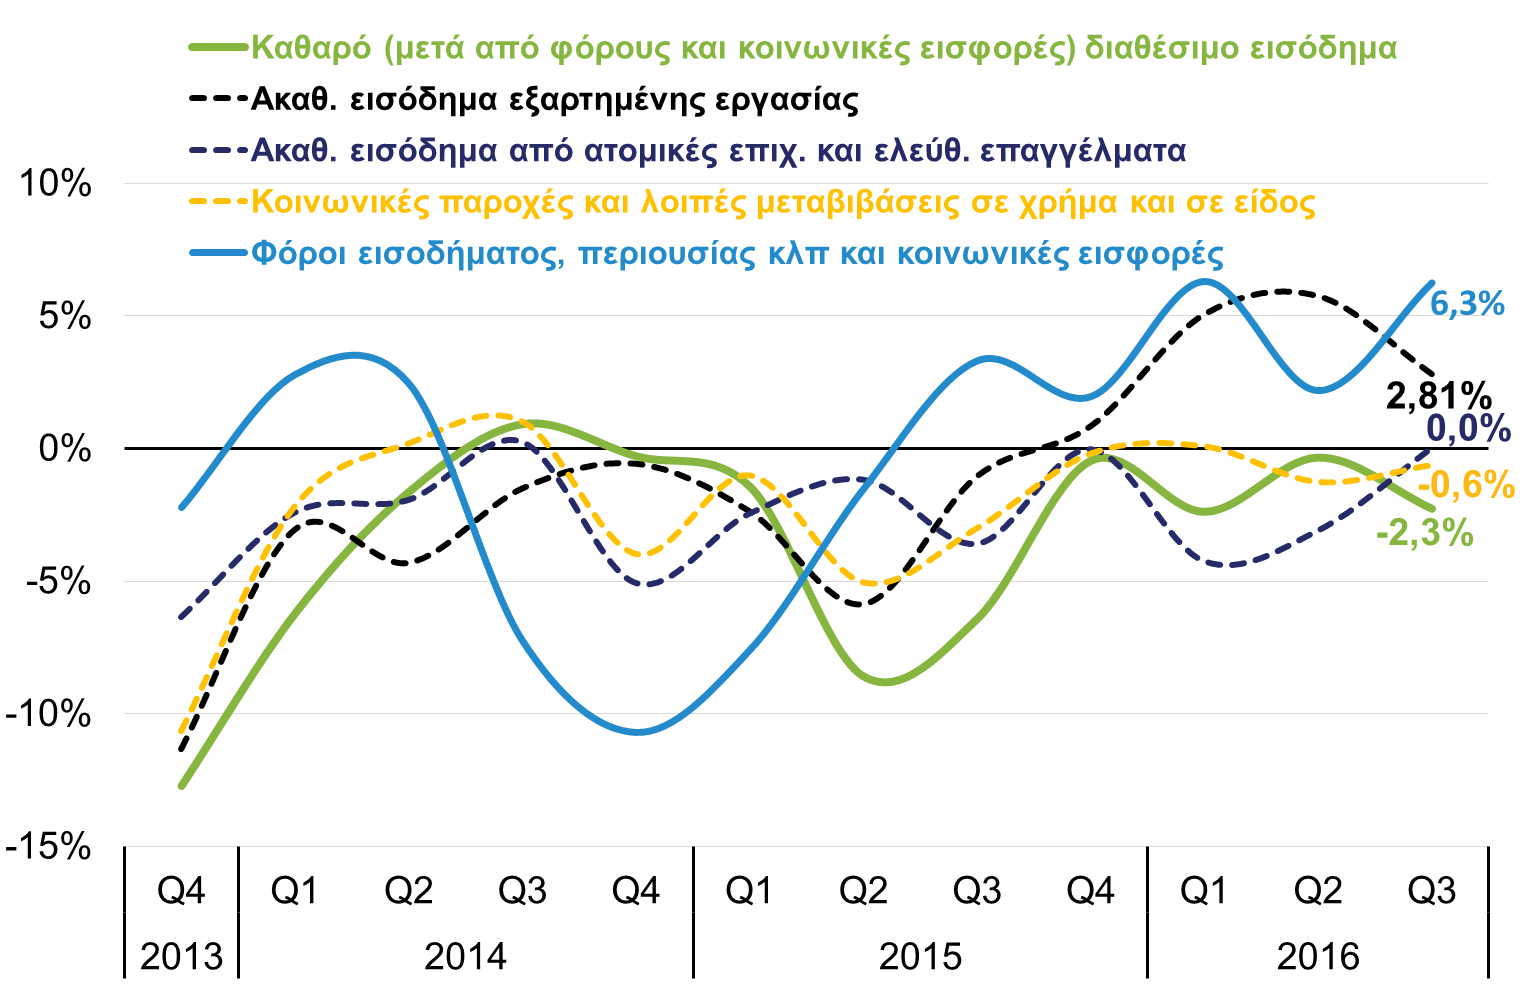 Καθαρό (μετά από φόρους και κοινωνικές εισφορές) διαθέσιμο εισόδημα
Ακαθ. εισόδημα εξαρτημένης εργασίας
Ακαθ. εισόδημα από ατομικές επιχ. και ελεύθ. επαγγέλματα
10%
Κοινωνικές παροχές και λοιπές μεταβιβάσεις σε χρήμα και σε είδος
Φόροι εισοδήματος, περιουσίας κλπ και κοινωνικές εισφορές
5%
6,3%
2,81%
0,0%
0%
-0,6%
-2,3%
-5%
-10%
-15%
Q4 Q1 Q2 Q3 Q4 Q1 Q2 Q3 Q4 Q1 Q2 Q3
2013 2014 2015 2016